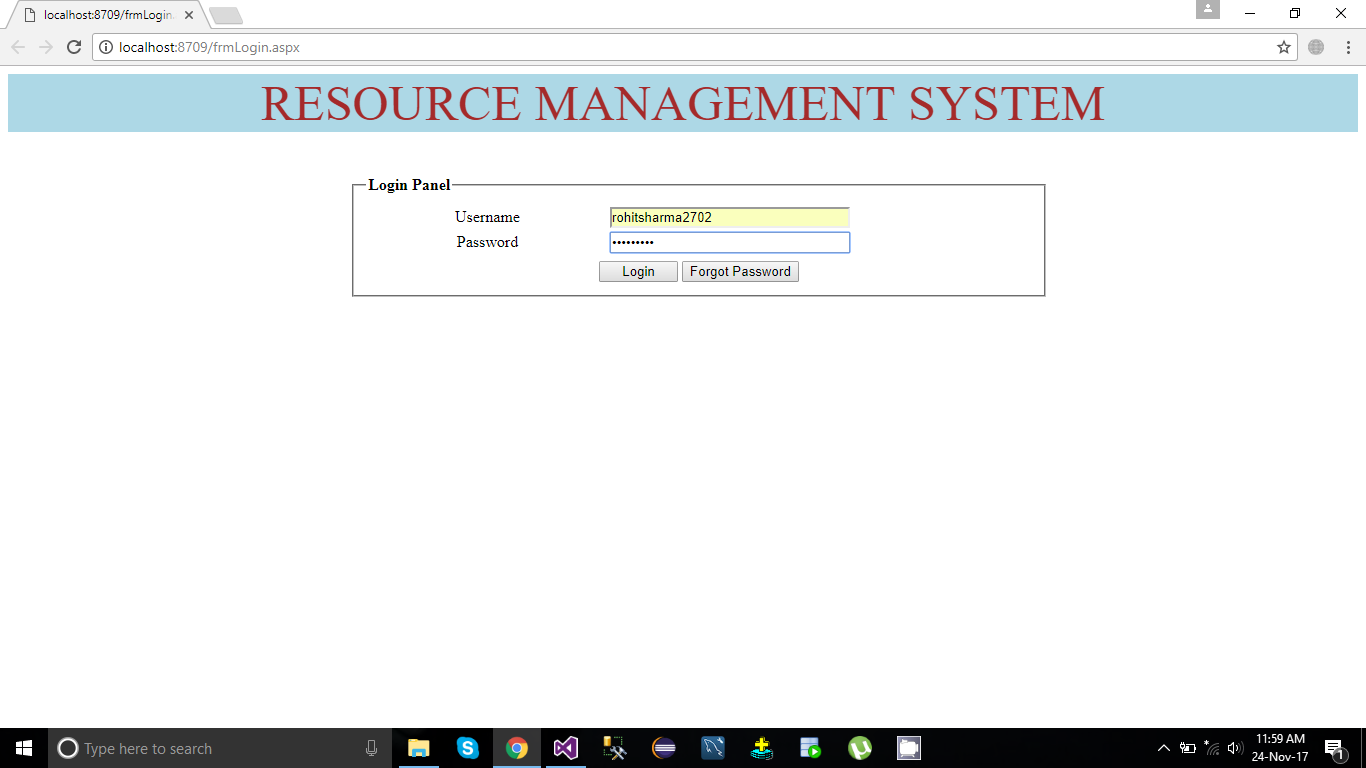 localhost:8709/frmLogin.
localhost:8709/frmLogin.aspx
RESOURCE MANAGEMENT SYSTEM
Login Panel
Username rohitsharma2702
Password •••••••••
Login Forgot Password
Type here to search
11:59 AM
24-Nov-17
1